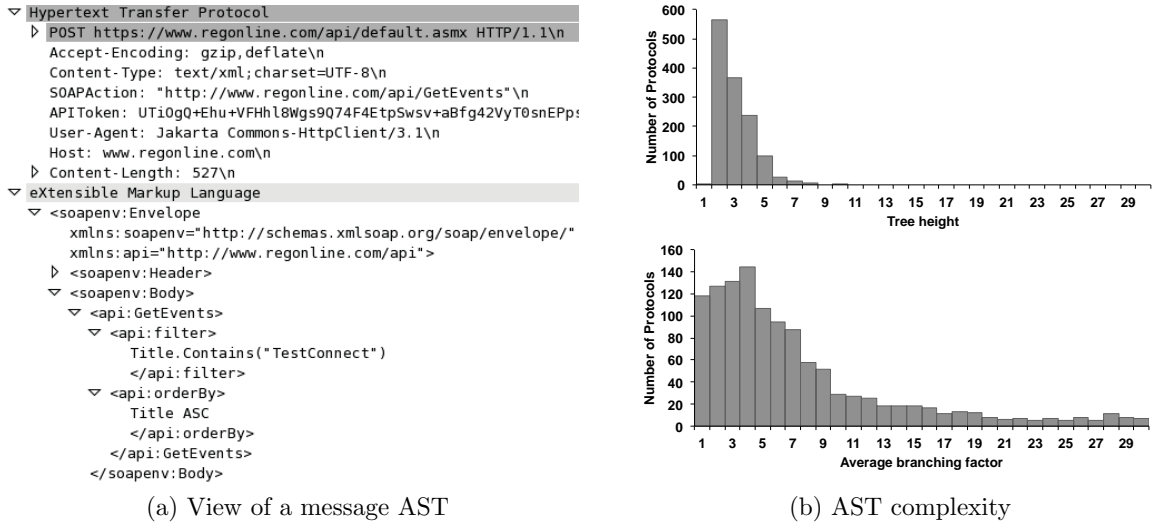 Hypertext Transfer Protocol
POST https://www.regonline.com/api/default.asmx HTTP/1.1\n
Accept-Encoding: gzip,deflate\n
Content-Type: text/xml;charset=UTF-8\n
SOAPAction: "http://www.regonline.com/api/GetEvents"\n
APIToken: UTiOgQ+Ehu+VFHhl8Wgs9Q74F4EtpSwsv+aBfg42VyT0snEPps
User-Agent: Jakarta Commons-HttpClient/3.1\n
Host: www.regonline.com\n
Content-Length: 527\n
eXtensible Markup Language
<soapenv:Envelope
xmlns:soapenv="http://schemas.xmlsoap.org/soap/envelope/"
xmlns:api="http://www.regonline.com/api">
<soapenv:Header>
<soapenv:Body>
<api:GetEvents>
<api:filter>
Title.Contains("TestConnect")
</api:filter>
<api:orderBy>
Title ASC
</api:orderBy>
</api:GetEvents>
</soapenv:Body>
(a) View of a message AST
Number of Protocols
600
500
400
300
200
100
0
1 3 5 7 9 11 13 15 17 19 21 23 25 27 29
Tree height
Number of Protocols
160
140
120
100
80
60
40
20
0
1 3 5 7 9 11 13 15 17 19 21 23 25 27 29
Average branching factor
(b) AST complexity